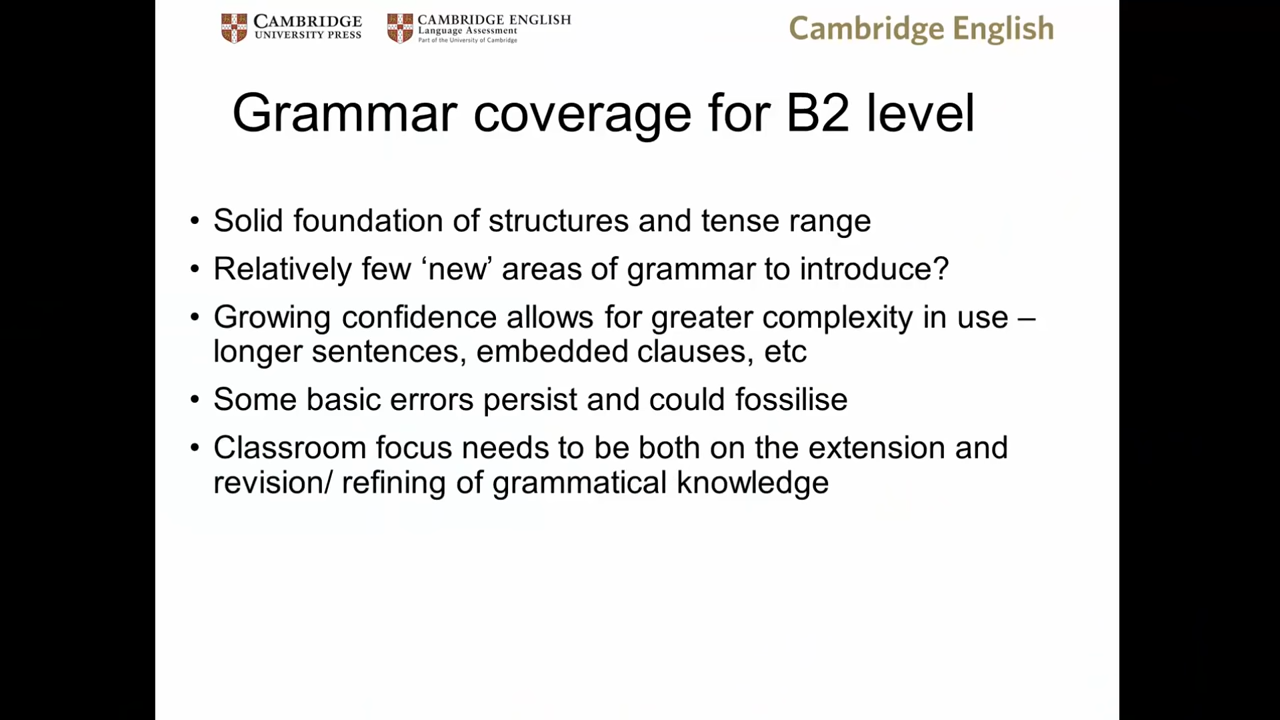 CAMBRIDGE
UNIVERSITY PRESS
CAMBRIDGE ENGLISH
Language Assessment
Part of the University of Cambridge
Cambridge English
Grammar coverage for B2 level
• Solid foundation of structures and tense range
• Relatively few ‘new’ areas of grammar to introduce?
• Growing confidence allows for greater complexity in use –
longer sentences, embedded clauses, etc
• Some basic errors persist and could fossilise
• Classroom focus needs to be both on the extension and
revision/ refining of grammatical knowledge